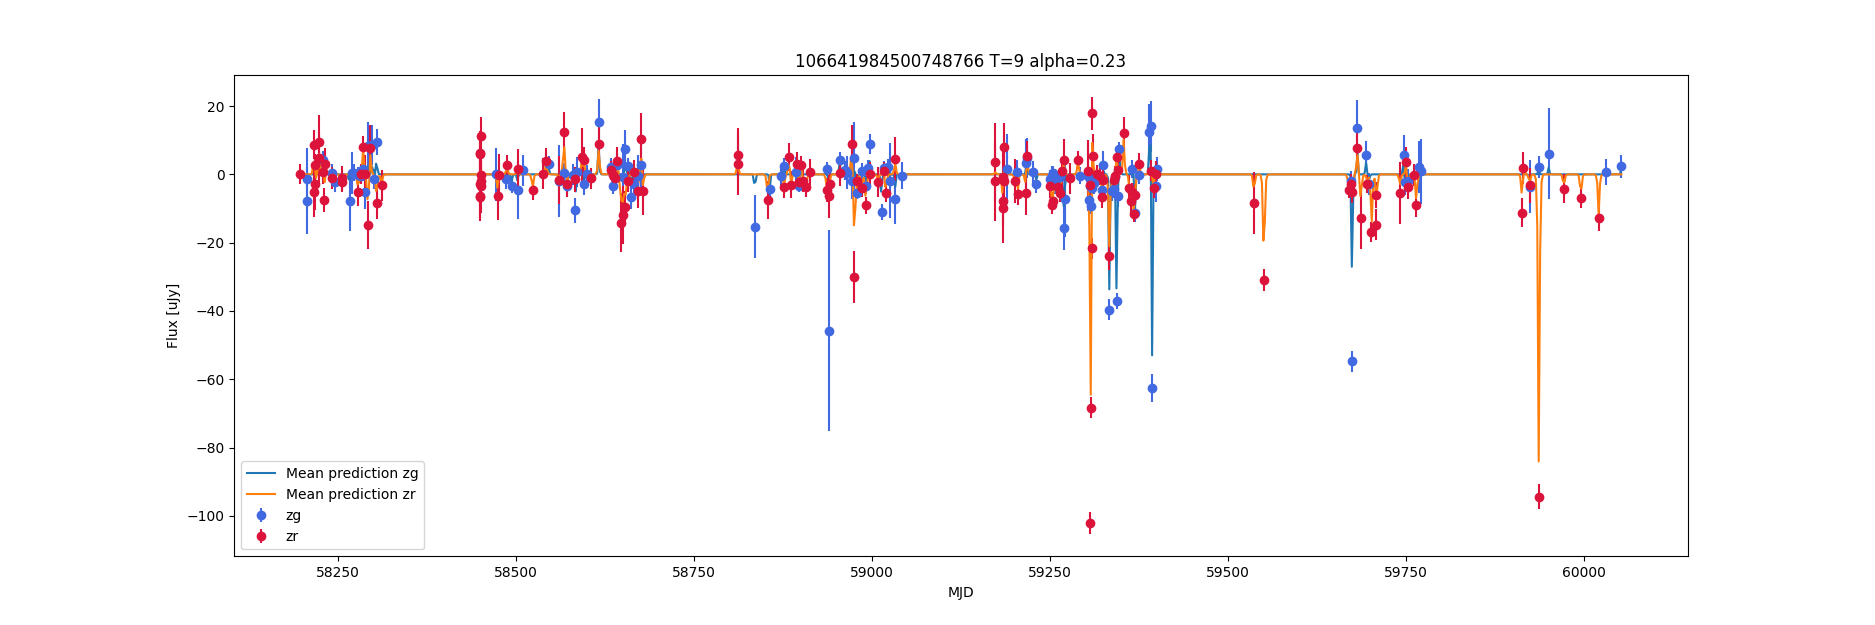 106641984500748766 T=9 alpha=0.23
20
0
−20
−40
−60
−80
−100
Flux [uJy]
Mean prediction zg
Mean prediction zr
zg
zr
58250 58500 58750 59000 59250 59500 59750 60000
MJD